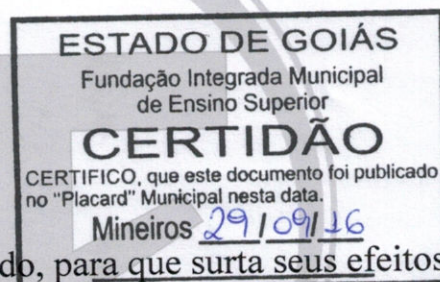 ESTADO DE GOIÁS
Fundação Integrada Municipal
de Ensino Superior
CERTIDÃO
CERTIFICO, que este documento foi publicado
no "Placard" Municipal nesta data.
Mineiros 29/09/16
do, para que surta seus efeitos